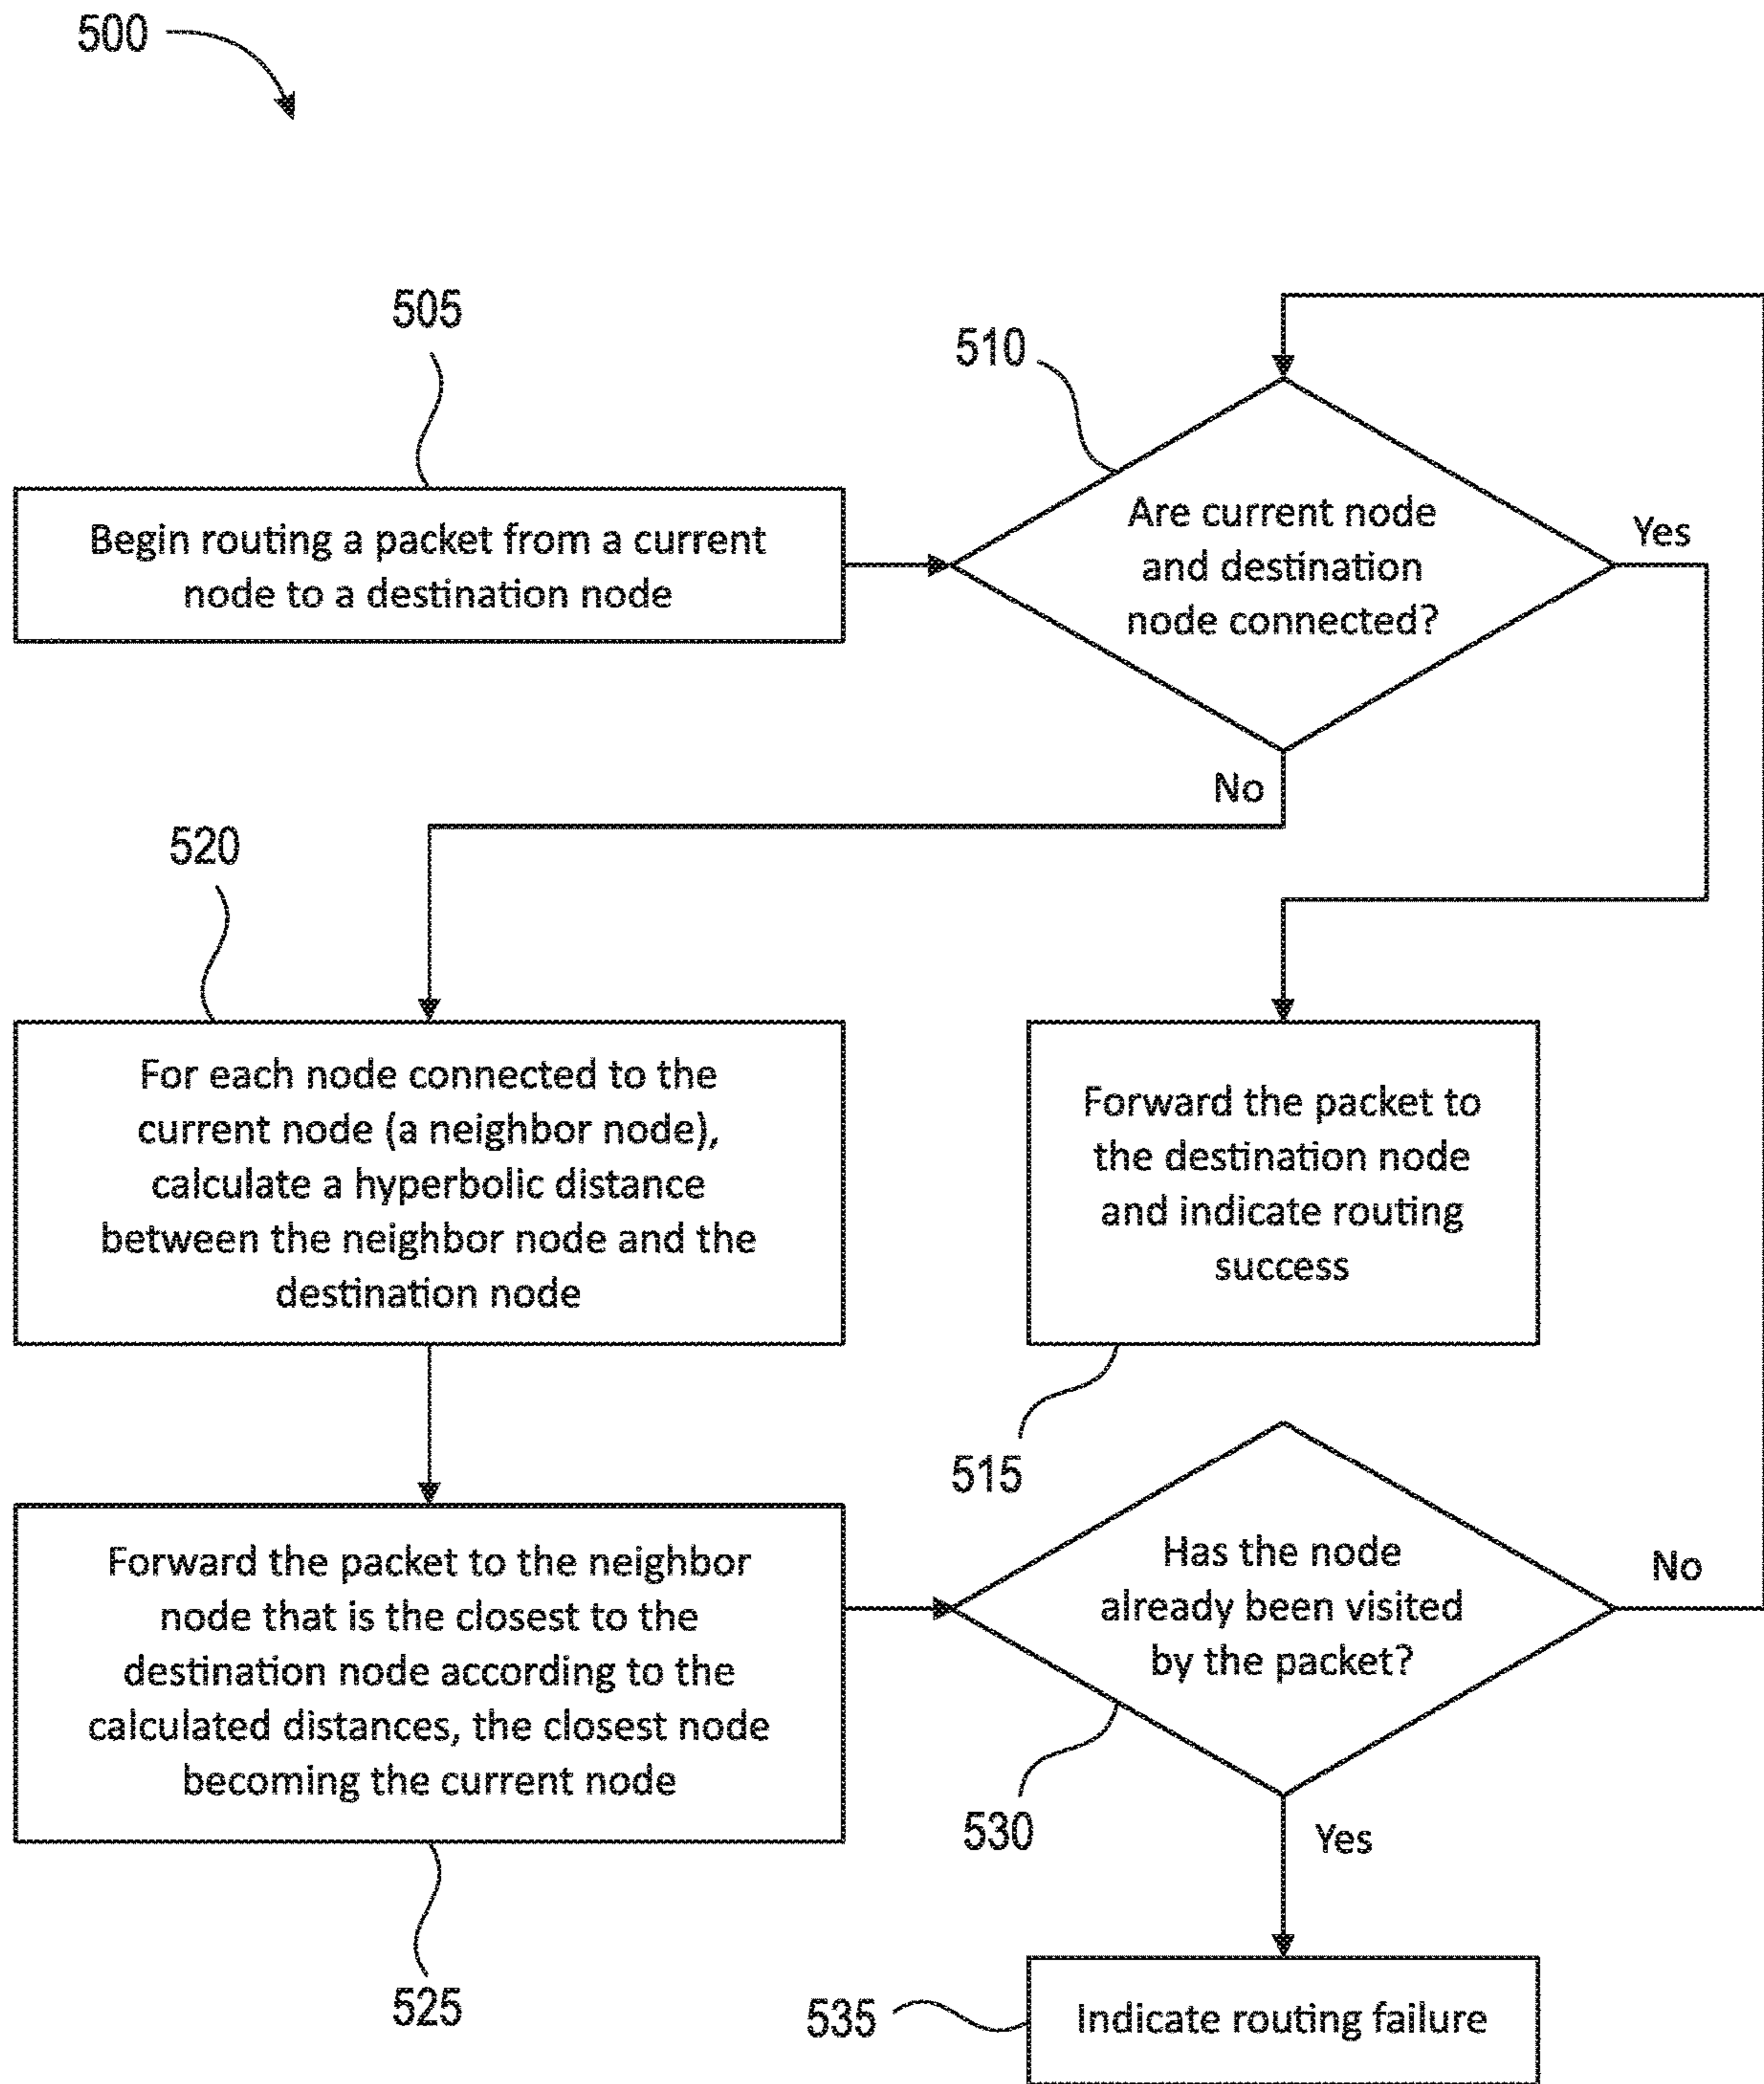 500
505
510
Begin routing a packet from a current
node to a destination node
Are current node
and destination
node connected?
Yes
No
520
For each node connected to the
current node (a neighbor node),
calculate a hyperbolic distance
between the neighbor node and the
destination node
Forward the packet to
the destination node
and indicate routing
success
515
Forward the packet to the neighbor
node that is the closest to the
destination node according to the
calculated distances, the closest node
becoming the current node
Has the node
already been visited
by the packet?
No
530
Yes
525
535
Indicate routing failure